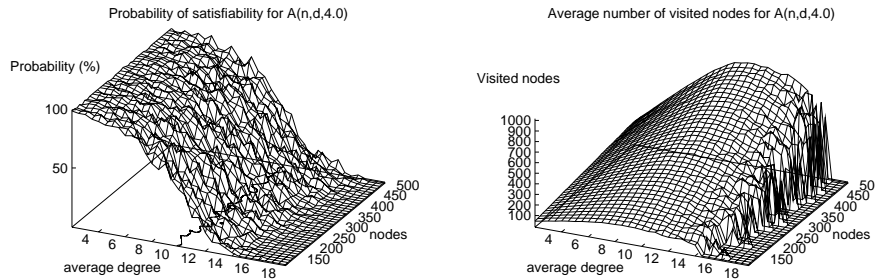 Probability of satisfiability for A(n,d,4.0)
Probability (%)
100
50
4 6 8 10 12 14 16 18
average degree
150 200 250 300 350 400 450 500
nodes
Average number of visited nodes for A(n,d,4.0)
Visited nodes
1000
900
800
700
600
500
400
300
200
100
4 6 8 10 12 14 16 18
average degree
150 200 250 300 350 400 450 50
nodes